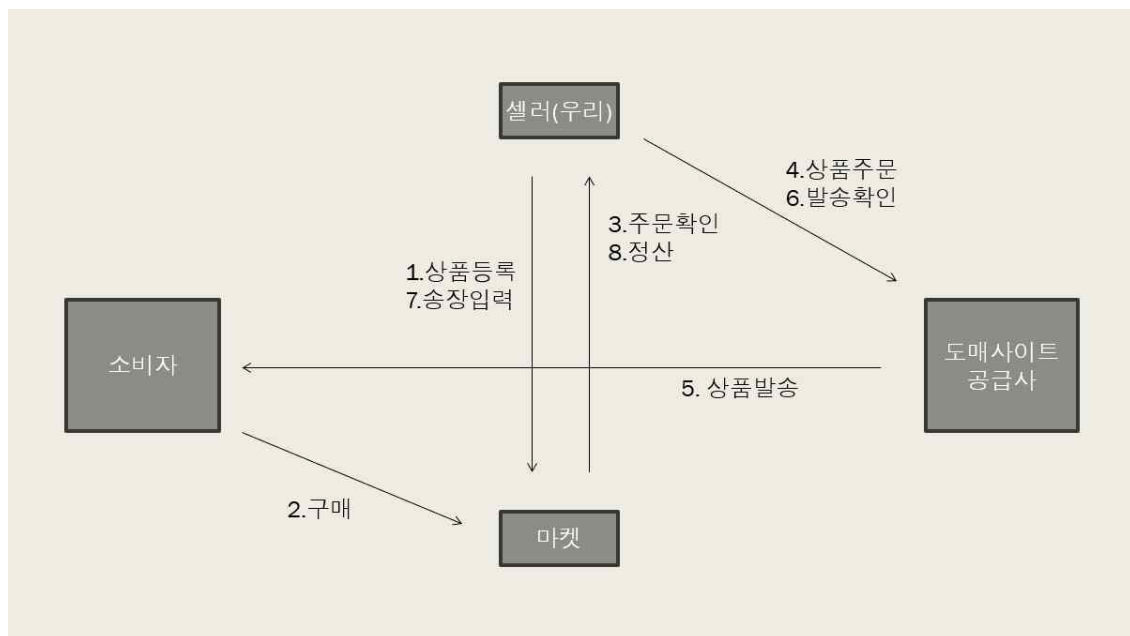 셀러(우리)
4.상품주문
6.발송확인
3.주문확인
8.정산
1.상품등록
7.송장입력
소비자
도매사이트
공급사
5. 상품발송
2.구매
마켓